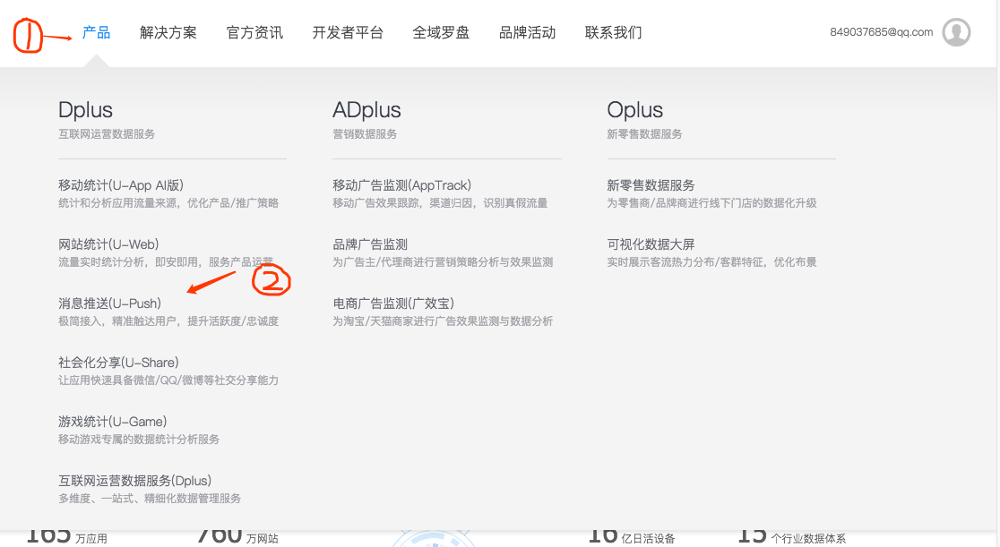 ① 产品 解决方案 官方资讯 开发者平台 全域罗盘 品牌活动 联系我们 849037685@qq.com
Dplus
互联网运营数据服务
移动统计(U-App AI版)
统计和分析应用流量来源，优化产品/推广策略
网站统计(U-Web)
流量实时统计分析，即安即用，服务产品运营
②
消息推送(U-Push)
极简接入，精准触达用户，提升活跃度/忠诚度
社会化分享(U-Share)
让应用快速具备微信/QQ/微博等社交分享能力
游戏统计(U-Game)
移动游戏专属的数据统计分析服务
互联网运营数据服务(Dplus)
多维度、一站式、精细化数据管理服务
ADplus
营销数据服务
移动广告监测(AppTrack)
移动广告效果跟踪，渠道归因，识别真假流量
品牌广告监测
为广告主/代理商进行营销策略分析与效果监测
电商广告监测(广效宝)
为淘宝/天猫商家进行广告效果监测与数据分析
Oplus
新零售数据服务
新零售数据服务
为零售商/品牌商进行线下门店的数据化升级
可视化数据大屏
实时展示客流热力分布/客群特征，优化布景
165 万应用 760 万网站 16 亿日活设备 15 个行业数据体系